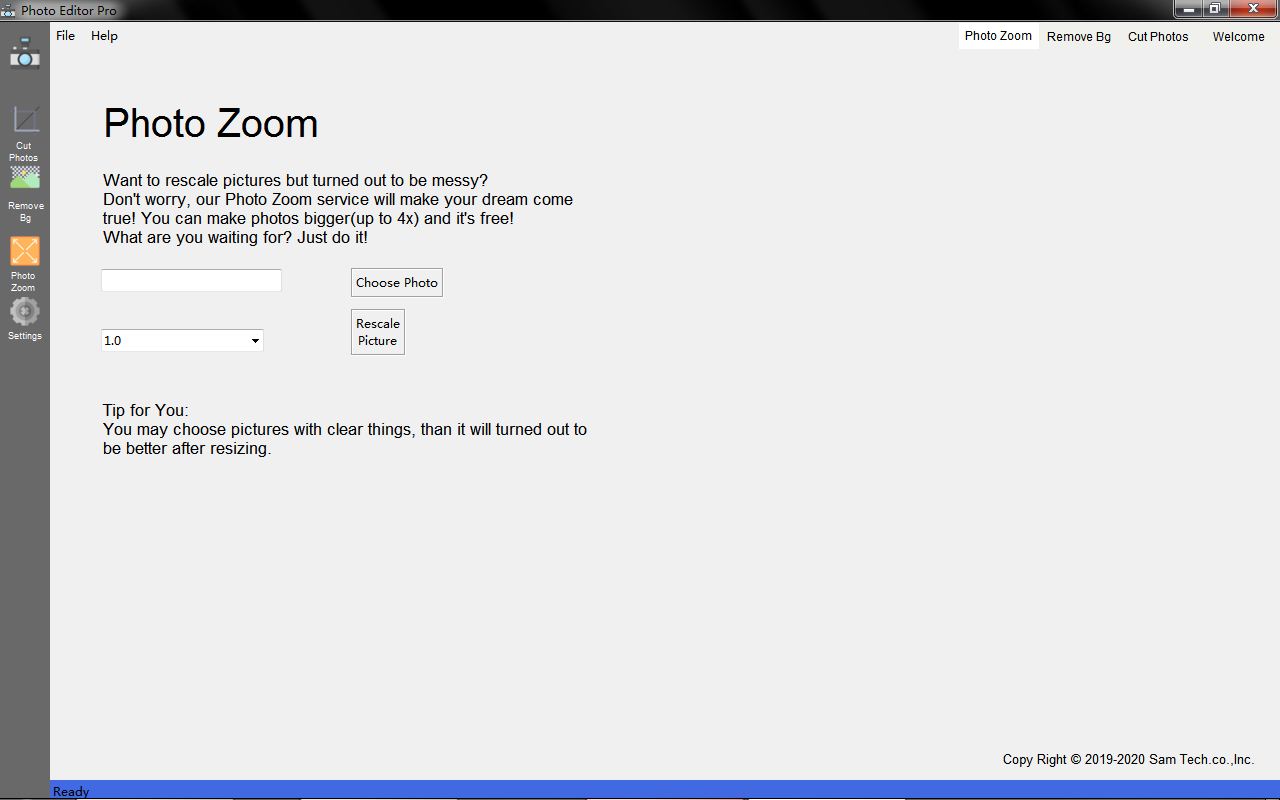 Photo Editor Pro
File Help
Photo Zoom Remove Bg Cut Photos Welcome
Cut
Photos
Remove
Bg
Photo
Zoom
Settings
Photo Zoom
Want to rescale pictures but turned out to be messy?
Don't worry, our Photo Zoom service will make your dream come
true! You can make photos bigger(up to 4x) and it's free!
What are you waiting for? Just do it!
Choose Photo
1.0
Rescale
Picture
Tip for You:
You may choose pictures with clear things, than it will turned out to
be better after resizing.
Copy Right © 2019-2020 Sam Tech.co.,Inc.
Ready